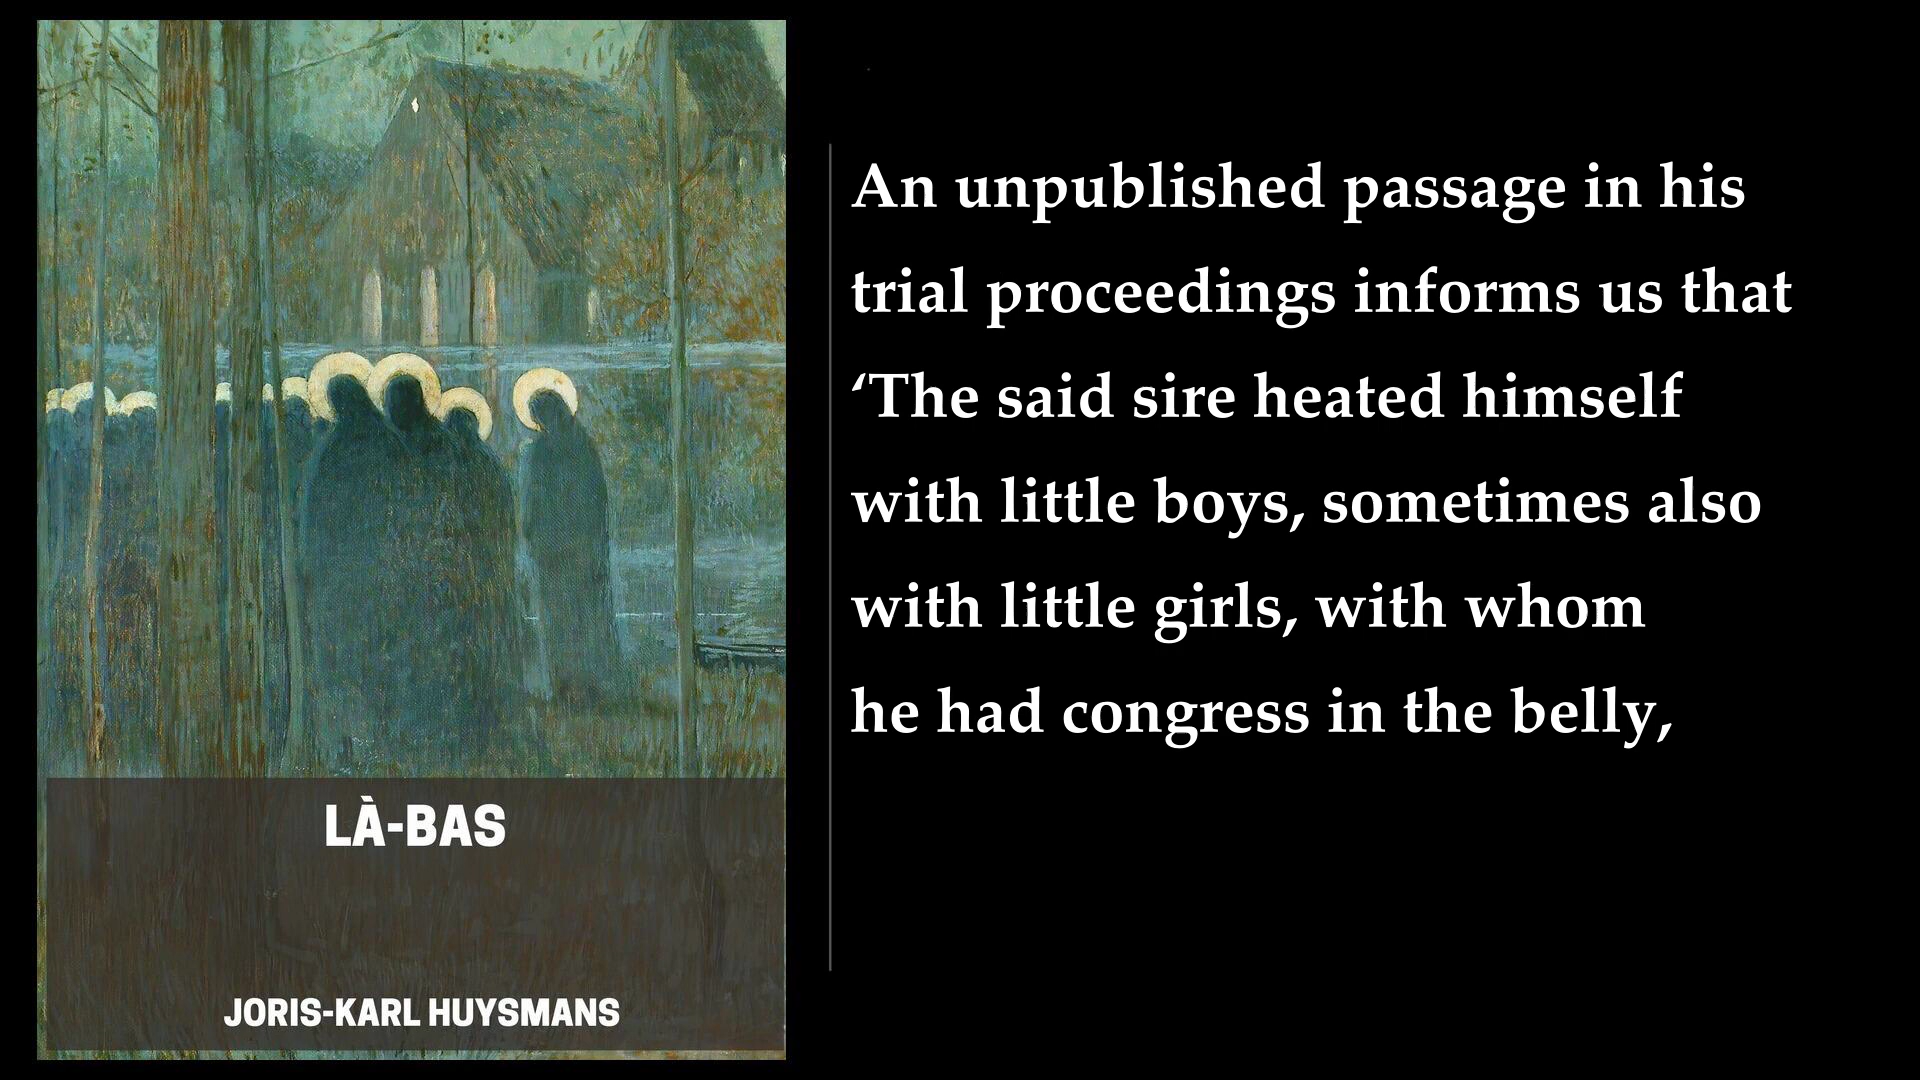 LÀ-BAS
JORIS-KARL HUYSMANS
An unpublished passage in his
trial proceedings informs us that
‘The said sire heated himself
with little boys, sometimes also
with little girls, with whom
he had congress in the belly,